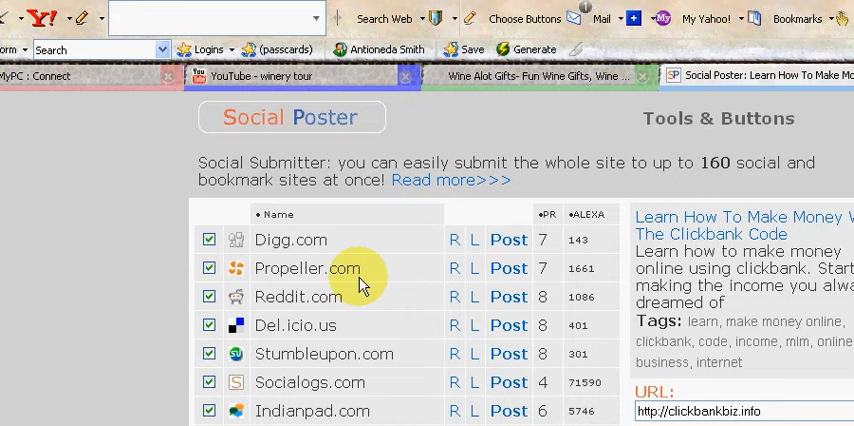 Y! Search Web Choose Buttons 1 Mail My My Yahoo! Bookmarks
orm Search Logins (passcards) Antioneda Smith Save Generate
MyPC : Connect You Tube YouTube - winery tour Wine Alot Gifts- Fun Wine Gifts, Wine ... SP Social Poster: Learn How To Make Mo
Social Poster
Tools & Buttons
Social Submitter: you can easily submit the whole site to up to 160 social and
bookmark sites at once! Read more>>>
• Name •PR •ALEXA
Digg.com R L Post 7 143
Propeller.com R L Post 7 1661
Reddit.com R L Post 8 1086
Del.icio.us R L Post 8 401
Stumbleupon.com R L Post 8 301
S Socialogs.com R L Post 4 71590
Indianpad.com R L Post 6 5746
Learn How To Make Money W
The Clickbank Code
Learn how to make money
online using clickbank. Start
making the income you alwa
dreamed of
Tags: learn, make money online,
clickbank, code, income, mlm, online
business, internet
URL:
http://clickbankbiz.info